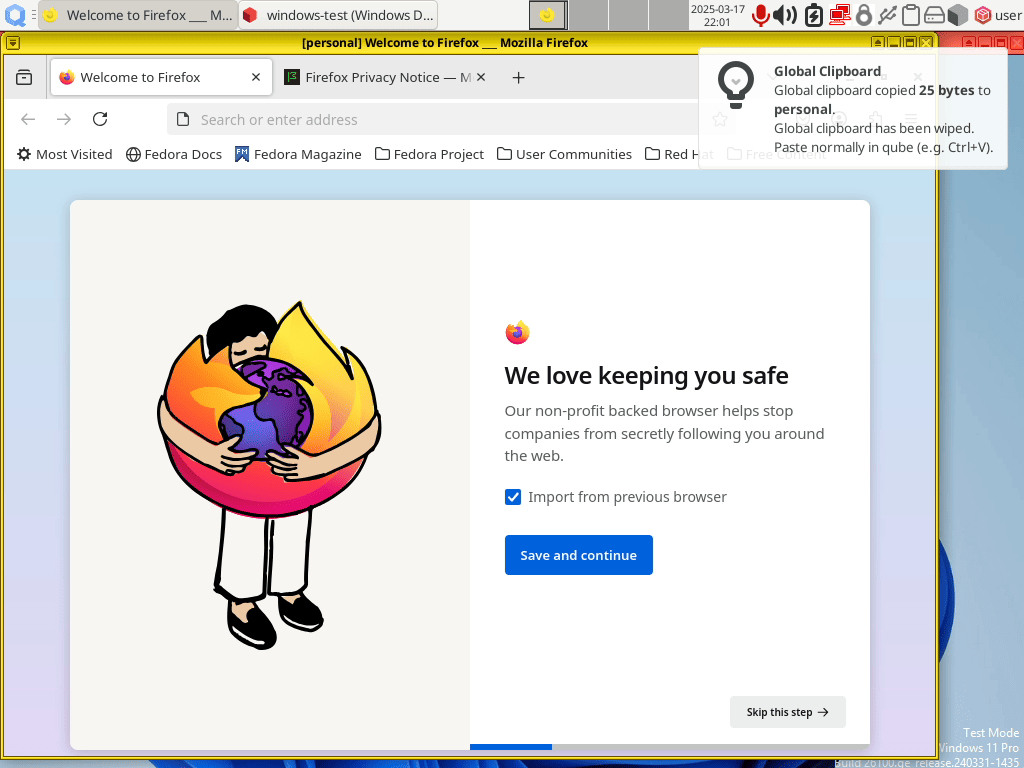 Welcome to Firefox ___ M...
windows-test (Windows D...
2025-03-17
22:01
user
[personal] Welcome to Firefox ___ Mozilla Firefox
Welcome to Firefox
Firefox Privacy Notice — M
Search or enter address
Most Visited
Fedora Docs
FM
Fedora Magazine
Fedora Project
User Communities
Red Hat
Free Content
Global Clipboard
Global clipboard copied 25 bytes to
personal.
Global clipboard has been wiped.
Paste normally in qube (e.g. Ctrl+V).
We love keeping you safe
Our non-profit backed browser helps stop
companies from secretly following you around
the web.
Import from previous browser
Save and continue
Skip this step
Test Mode
Windows 11 Pro
Build 26100.ge_release.240331-1435